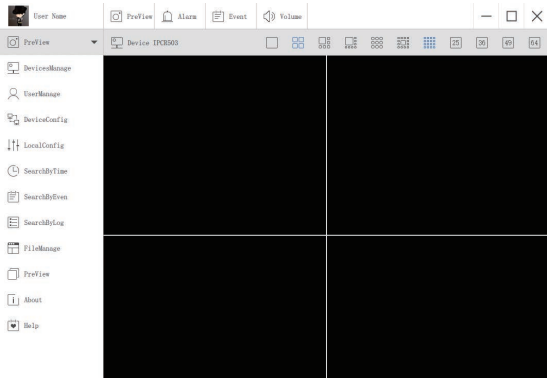 User Name
PreView
Alarm
Event
Volume
PreView
Device IPCR503
25
36
49
64
DevicesManage
UserManage
DeviceConfig
LocalConfig
SearchByTime
SearchByEven
SearchByLog
FileManage
PreView
About
Help